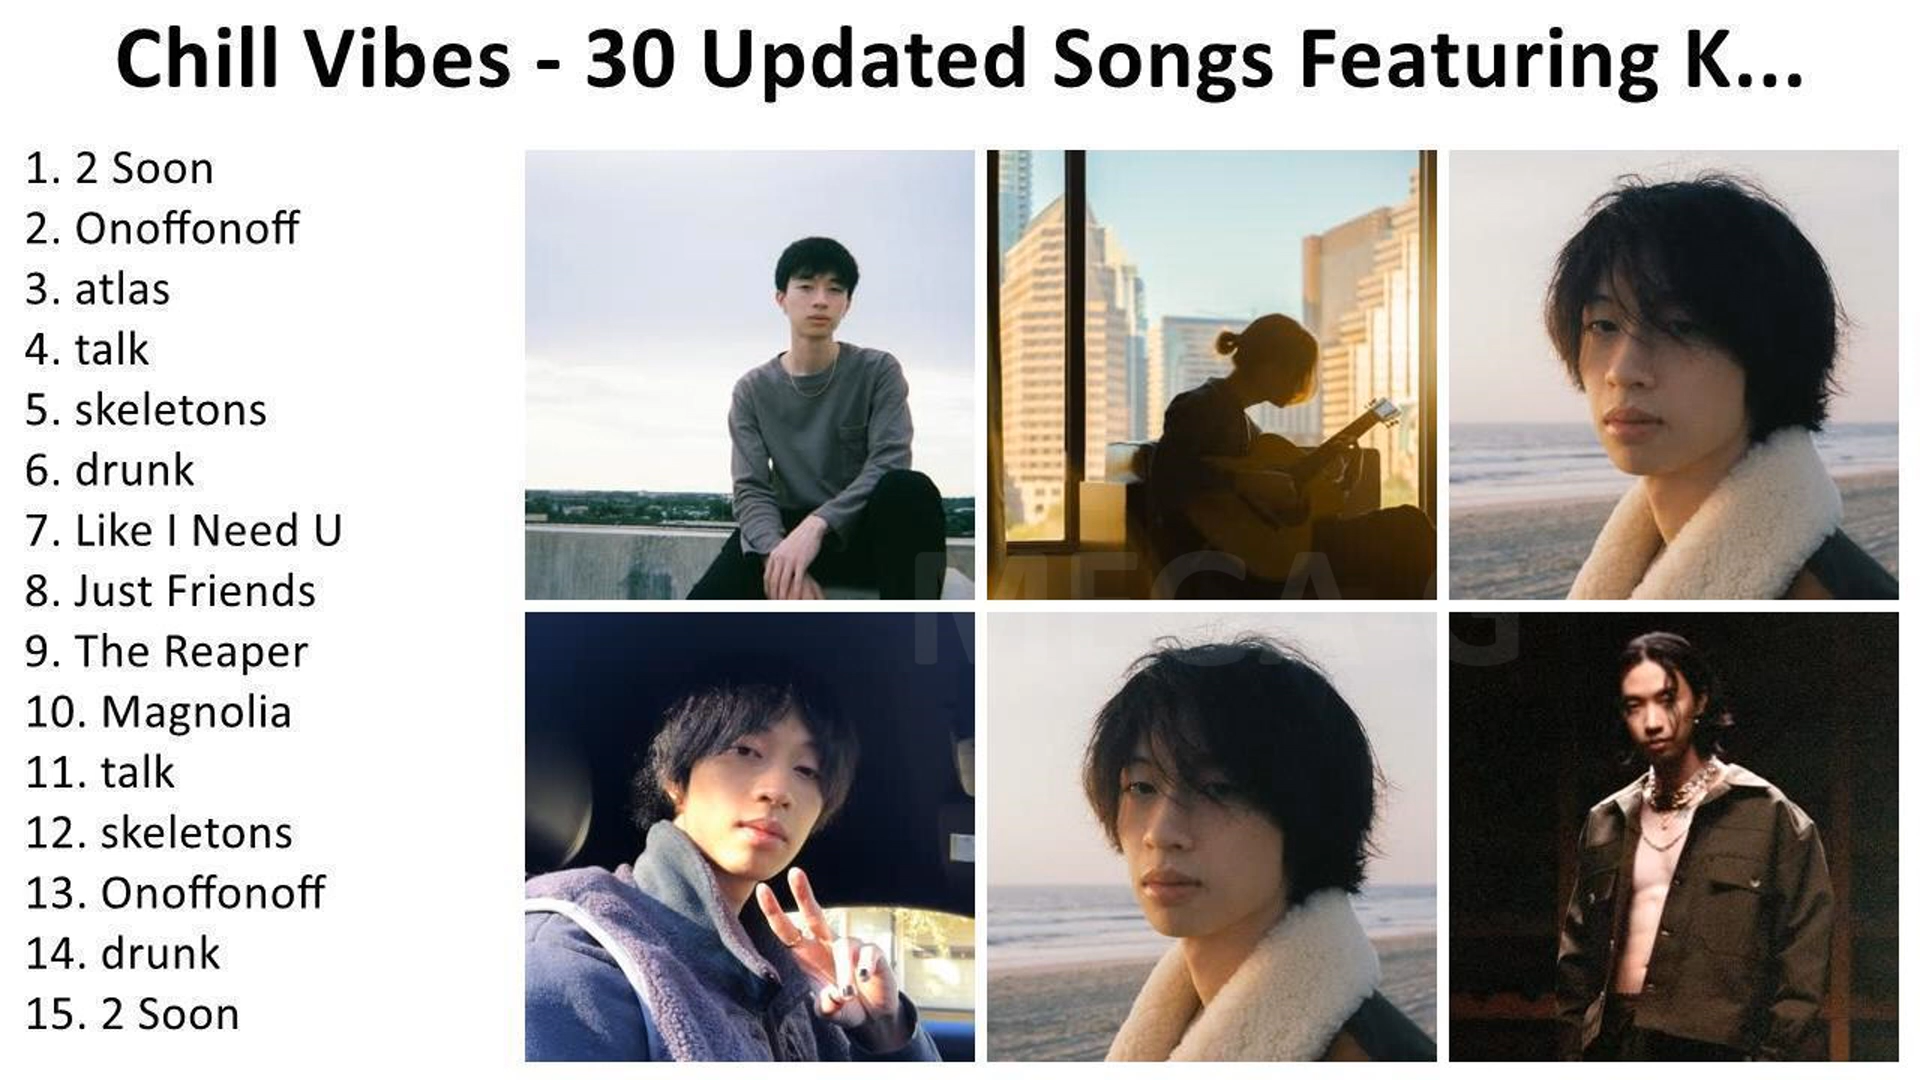 Chill Vibes - 30 Updated Songs Featuring K...
1. 2 Soon
2. Onoffonoff
3. atlas
4. talk
5. skeletons
6. drunk
7. Like I Need U
8. Just Friends
9. The Reaper
10. Magnolia
11. talk
12. skeletons
13. Onoffonoff
14. drunk
15. 2 Soon
MEGA G